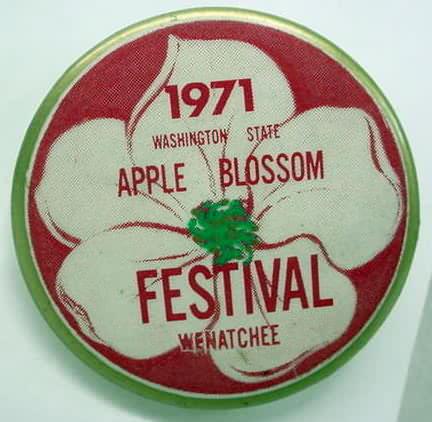 1971
WASHINGTON STATE
APPLE BLOSSOM
FESTIVAL
WENATCHEE